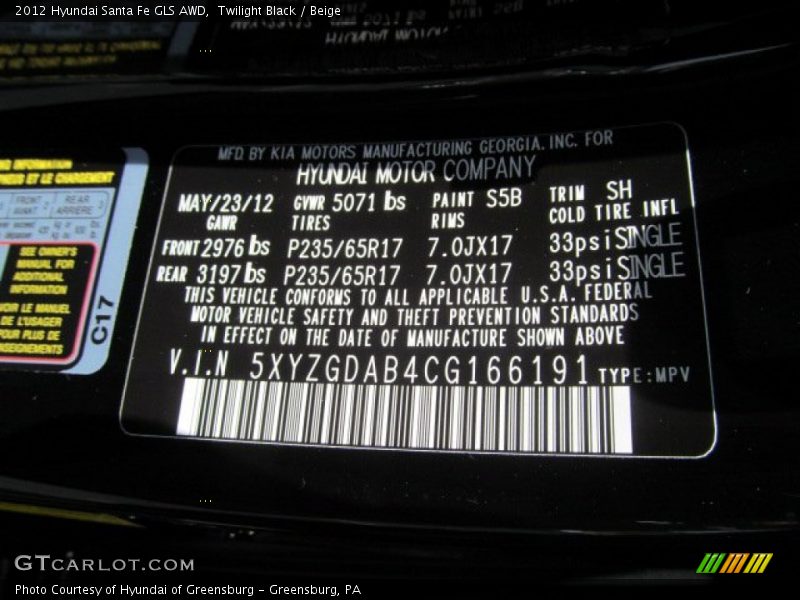 2012 Hyundai Santa Fe GLS AWD, Twilight Black / Beige
MFD. BY KIA MOTORS MANUFACTURING GEORGIA. INC. FOR
HYUNDAI MOTOR COMPANY
MAY/23/12 GVWR 5071 lbs PAINT S5B TRIM SH
GAWR TIRES RIMS COLD TIRE INFL
FRONT 2976 lbs P235/65R17 7.0JX17 33psi SINGLE
REAR 3197 lbs P235/65R17 7.0JX17 33psi SINGLE
THIS VEHICLE CONFORMS TO ALL APPLICABLE U.S.A. FEDERAL
MOTOR VEHICLE SAFETY AND THEFT PREVENTION STANDARDS
IN EFFECT ON THE DATE OF MANUFACTURE SHOWN ABOVE
V.I.N 5XYZGDAB4CG166191 TYPE:MPV
FRONT REAR
ARRIERE
SEE OWNER'S
MANUAL FOR
ADDITIONAL
INFORMATION
VOIR LE MANUEL
DE L'USAGER
POUR PLUS DE
C17
GTCARLOT.COM
Photo Courtesy of Hyundai of Greensburg - Greensburg, PA